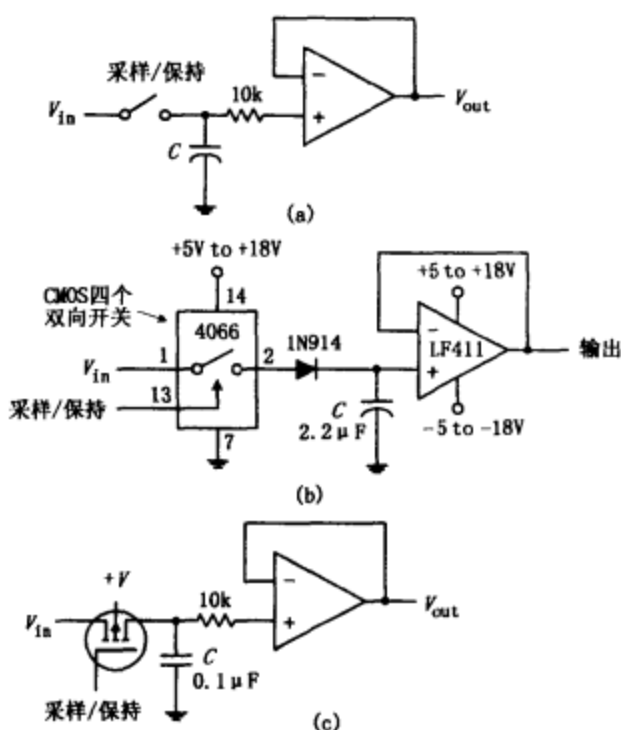 采样/保持
10k
V_in
C
−
+
V_out
(a)
+5V to +18V
CMOS四个
双向开关
14
4066
1N914
V_in
1
2
13
采样/保持
7
C
2.2μF
+5 to +18V
−
LF411
+
输出
−5 to −18V
(b)
+V
V_in
10k
C
0.1μF
采样/保持
−
+
V_out
(c)